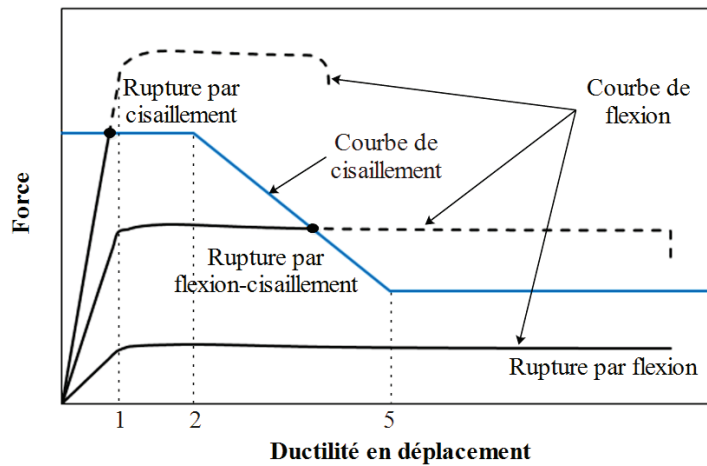 Rupture par
cisaillement
Courbe de
flexion
Courbe de
cisaillement
Force
Rupture par
flexion-cisaillement
Rupture par flexion
1
2
5
Ductilité en déplacement